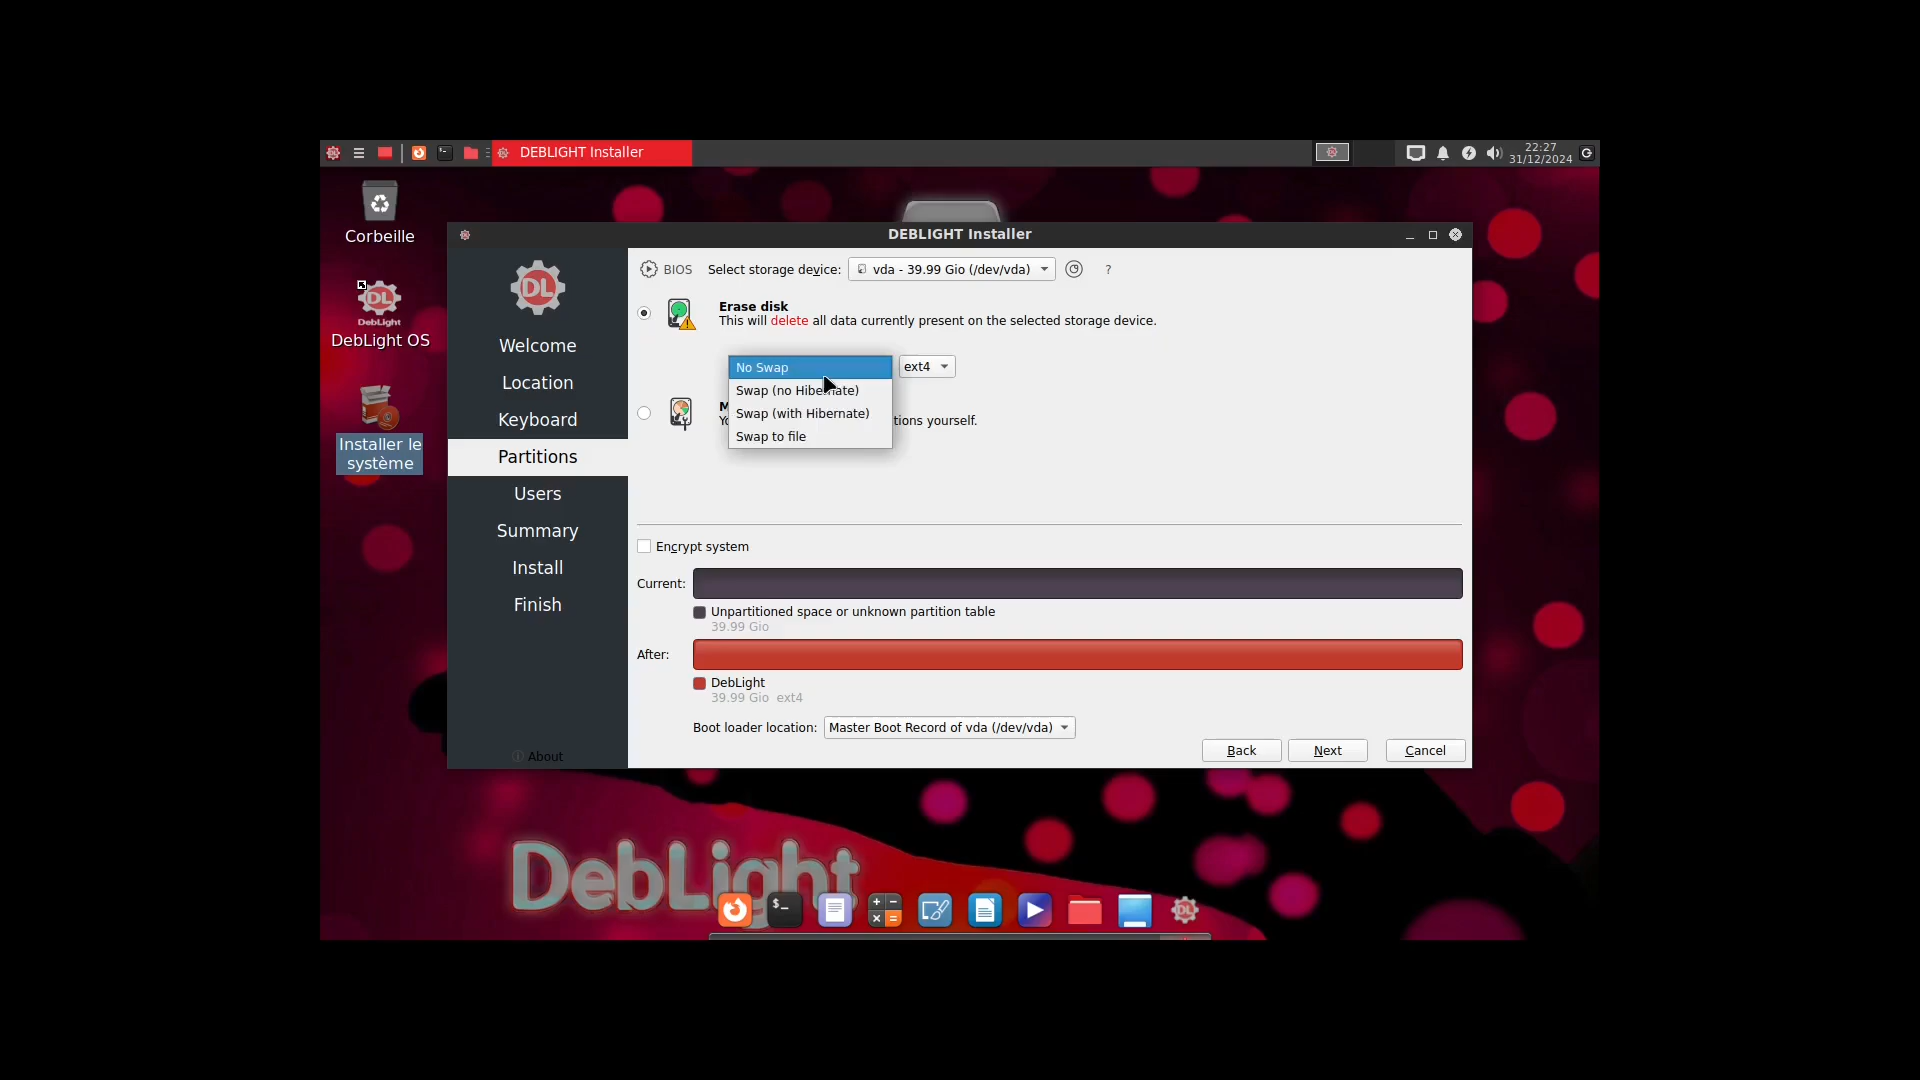 DEBLIGHT Installer
22:27
31/12/2024
Corbeille
DL
DebLight
DebLight OS
Installer le
système
DEBLIGHT Installer
DL
Welcome
Location
Keyboard
Partitions
Users
Summary
Install
Finish
About
BIOS Select storage device: vda - 39.99 Gio (/dev/vda) ?
Erase disk
This will delete all data currently present on the selected storage device.
No Swap ext4
Swap (no Hibernate)
Swap (with Hibernate)
Swap to file
M
Yo tions yourself.
Encrypt system
Current:
Unpartitioned space or unknown partition table
39.99 Gio
After:
DebLight
39.99 Gio ext4
Boot loader location: Master Boot Record of vda (/dev/vda)
Back Next Cancel
DebLight
DL